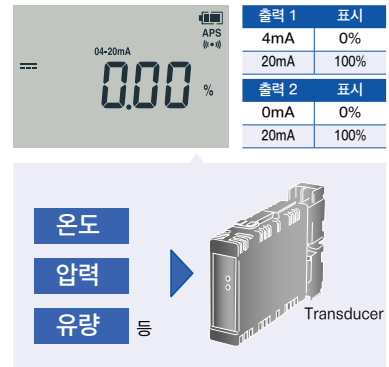 APS
04-20mA
0.00 %
출력 1 표시
4mA 0%
20mA 100%
출력 2 표시
0mA 0%
20mA 100%
온도
압력
유량 등
Transducer